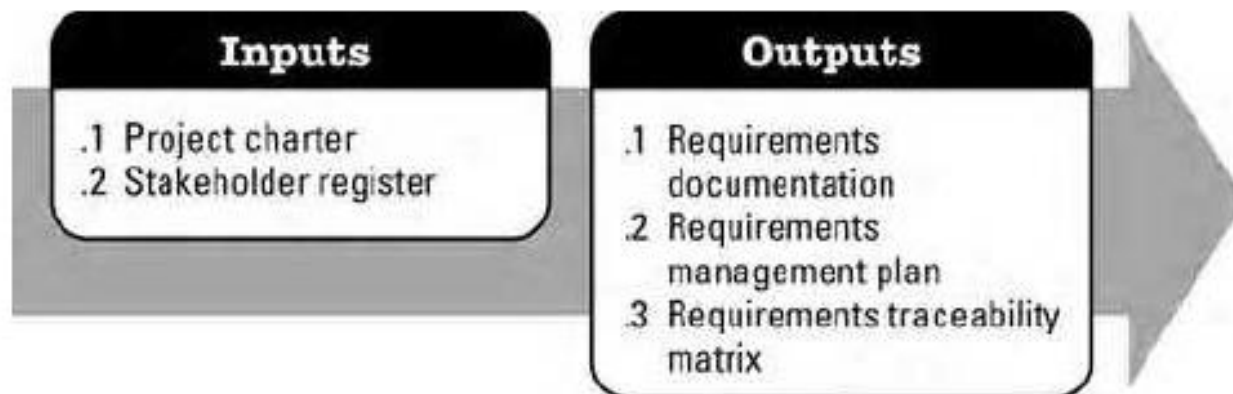 Inputs
.1 Project charter
.2 Stakeholder register
Outputs
.1 Requirements
documentation
.2 Requirements
management plan
.3 Requirements traceability
matrix